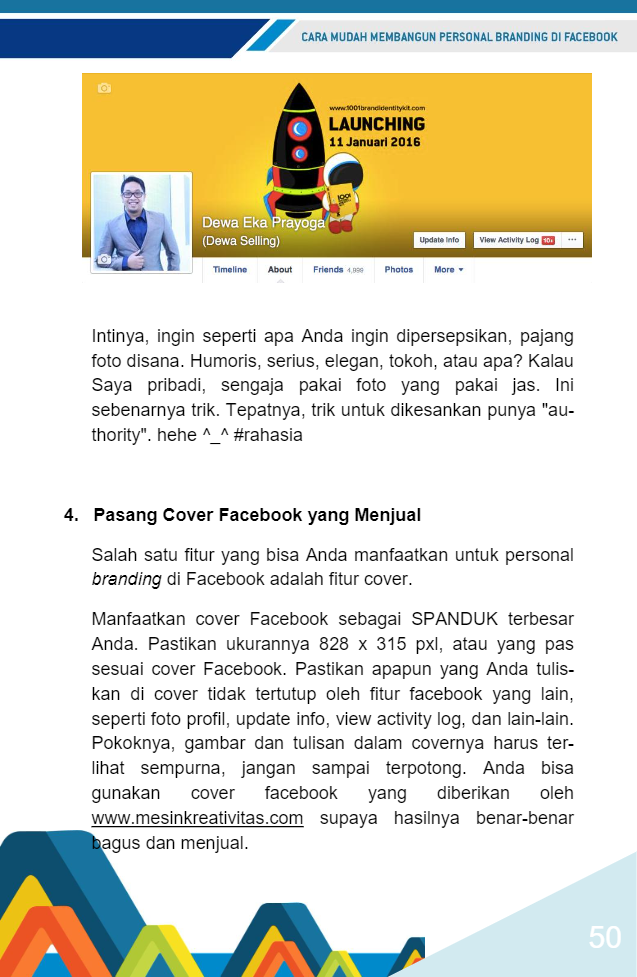 CARA MUDAH MEMBANGUN PERSONAL BRANDING DI FACEBOOK
www.1001brandidentitykit.com
LAUNCHING
11 Januari 2016
1001
Dewa Eka Prayoga
(Dewa Selling)
Update Info
View Activity Log 10+ ...
Timeline About Friends 4,999 Photos More
Intinya, ingin seperti apa Anda ingin dipersepsikan, pajang
foto disana. Humoris, serius, elegan, tokoh, atau apa? Kalau
Saya pribadi, sengaja pakai foto yang pakai jas. Ini
sebenarnya trik. Tepatnya, trik untuk dikesankan punya "au-
thority". hehe ^_^ #rahasia
4. Pasang Cover Facebook yang Menjual
Salah satu fitur yang bisa Anda manfaatkan untuk personal
branding di Facebook adalah fitur cover.
Manfaatkan cover Facebook sebagai SPANDUK terbesar
Anda. Pastikan ukurannya 828 x 315 pxl, atau yang pas
sesuai cover Facebook. Pastikan apapun yang Anda tulis-
kan di cover tidak tertutup oleh fitur facebook yang lain,
seperti foto profil, update info, view activity log, dan lain-lain.
Pokoknya, gambar dan tulisan dalam covernya harus ter-
lihat sempurna, jangan sampai terpotong. Anda bisa
gunakan cover facebook yang diberikan oleh
www.mesinkreativitas.com supaya hasilnya benar-benar
bagus dan menjual.
50